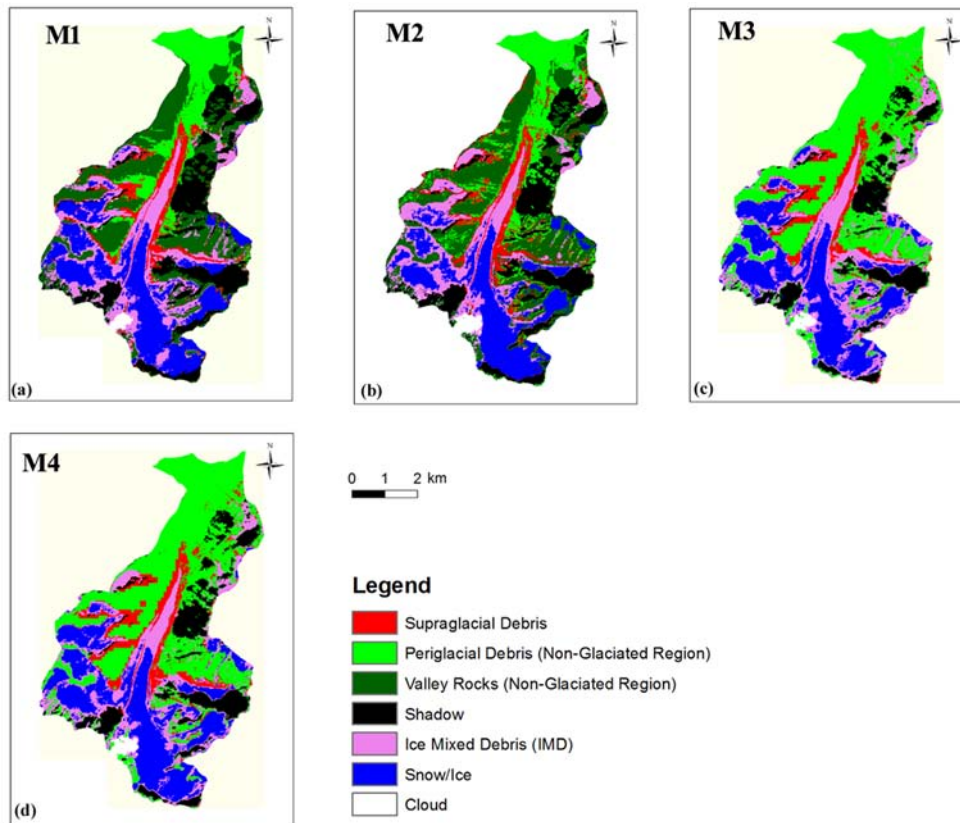 M1
N
(a)
M2
N
(b)
M3
N
(c)
M4
N
(d)
0 1 2 km
Legend
Supraglacial Debris
Periglacial Debris (Non-Glaciated Region)
Valley Rocks (Non-Glaciated Region)
Shadow
Ice Mixed Debris (IMD)
Snow/Ice
Cloud